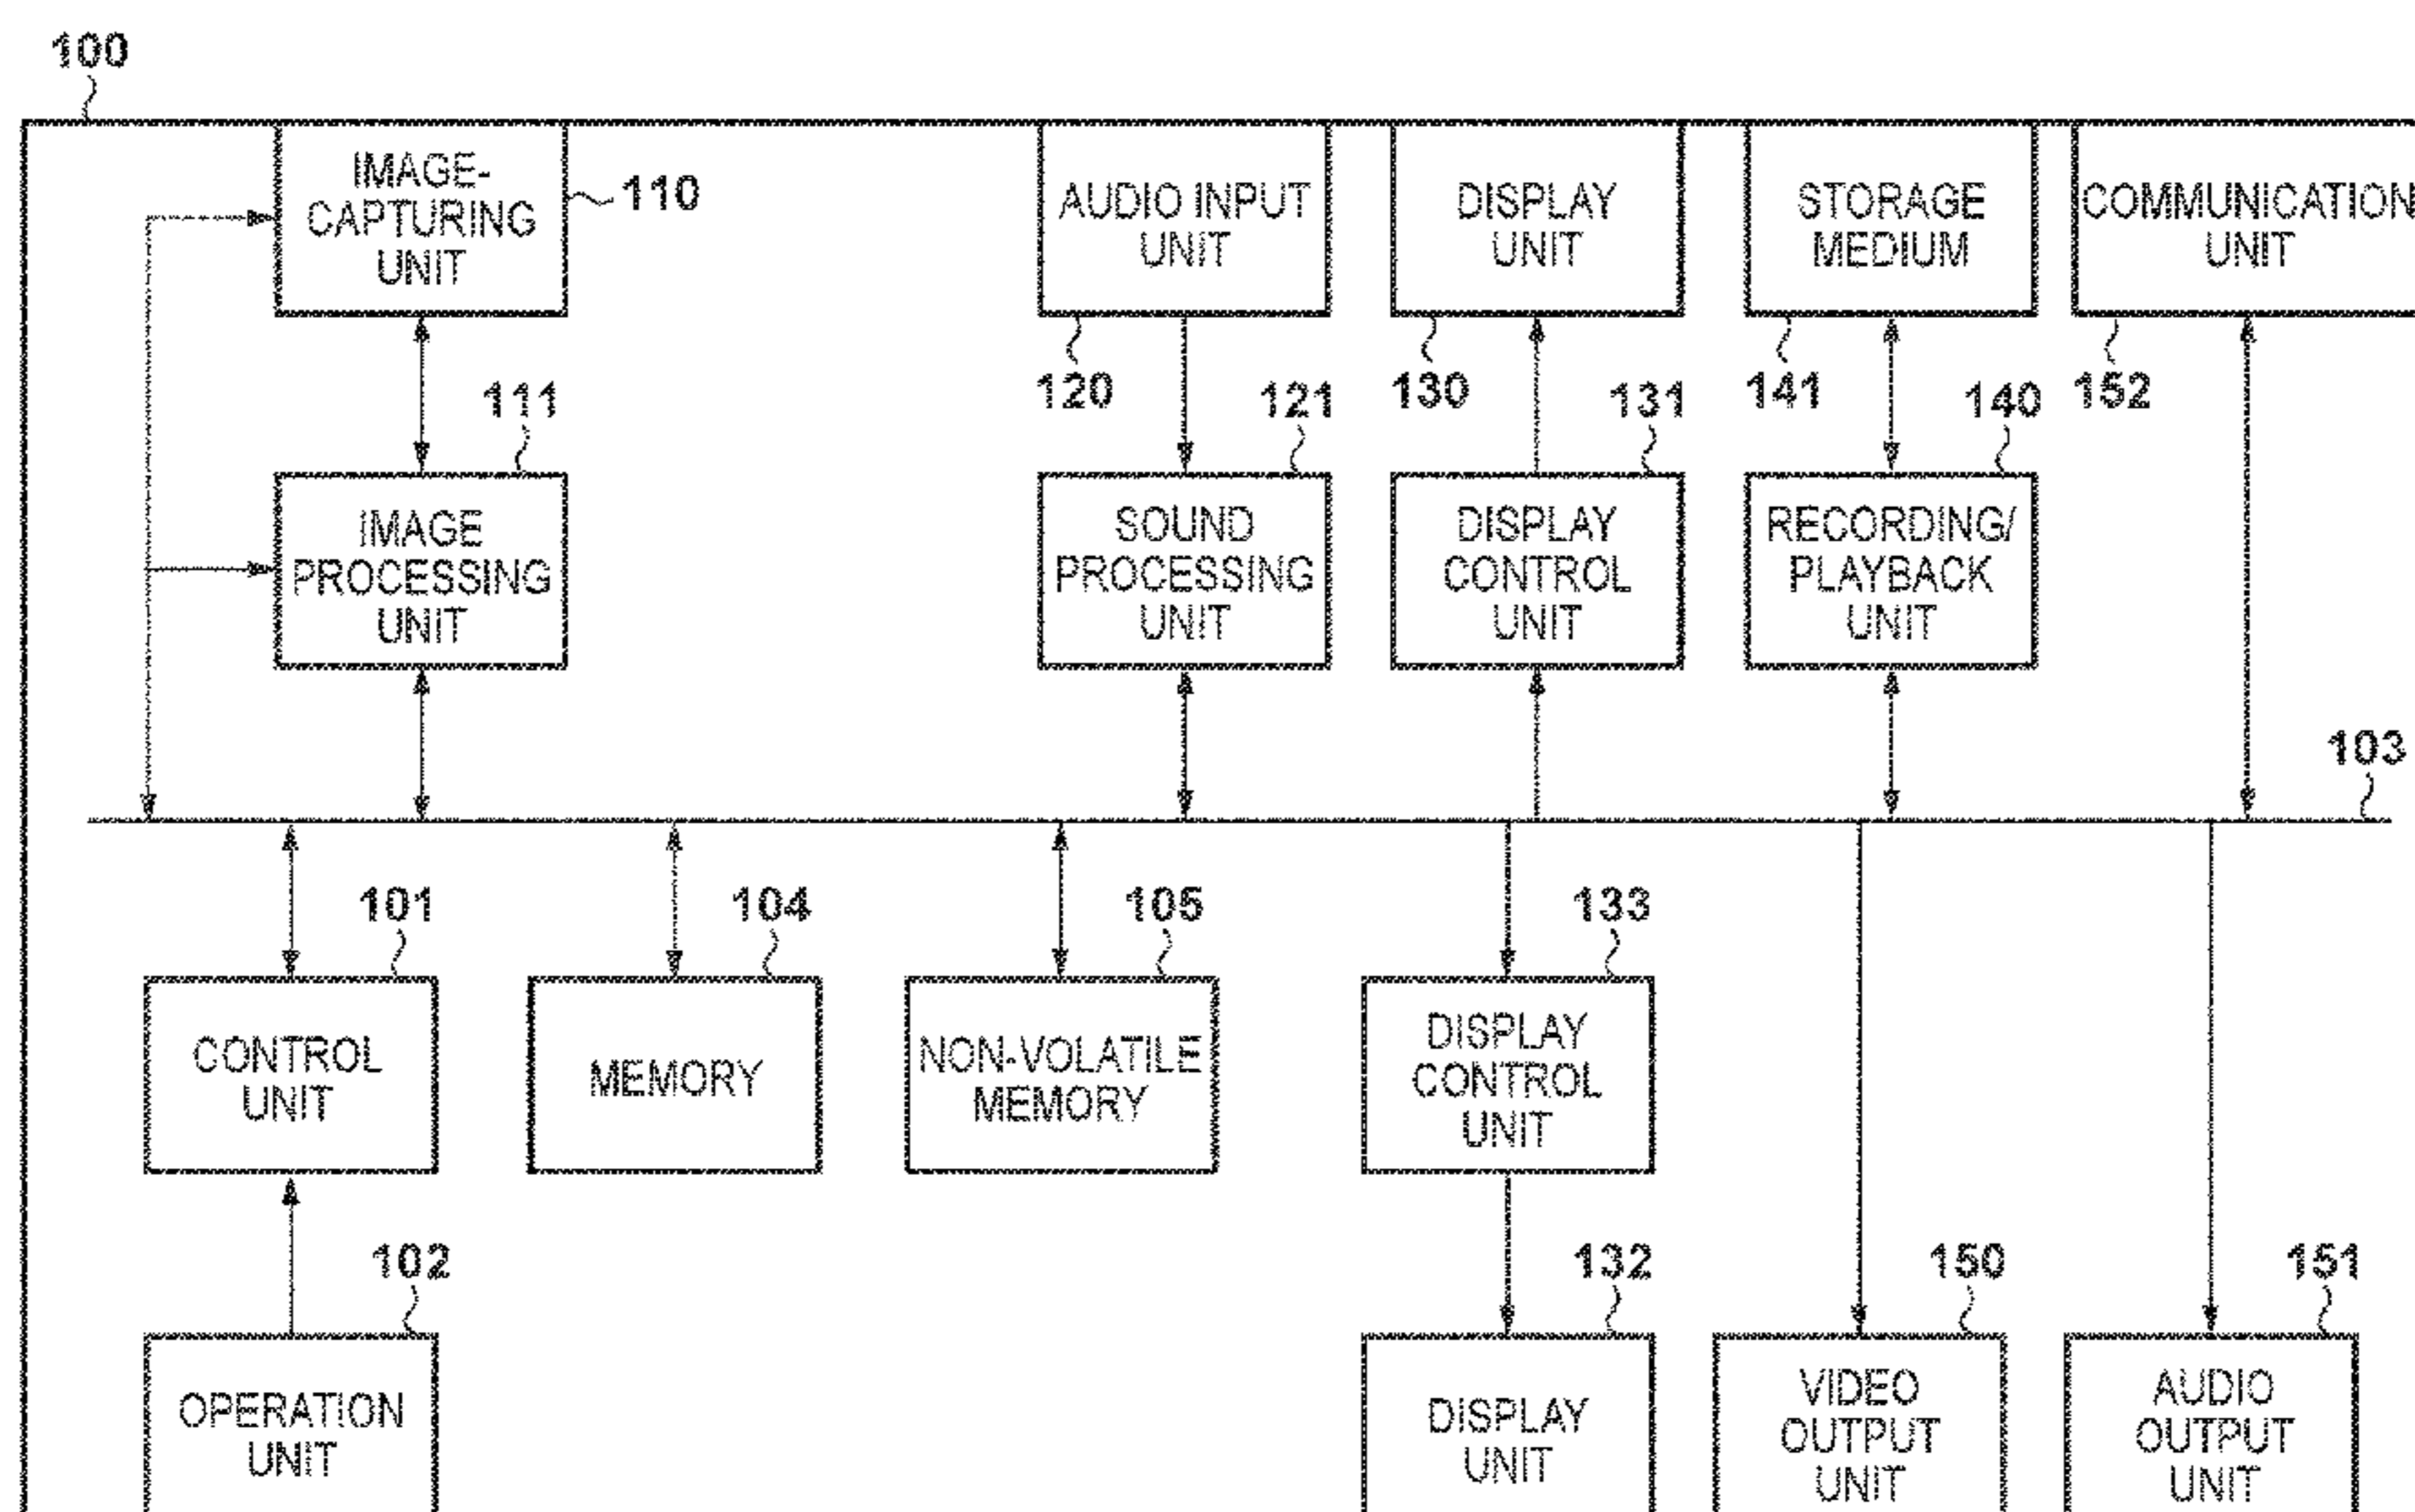 100
IMAGE-
CAPTURING
UNIT
110
AUDIO INPUT
UNIT
DISPLAY
UNIT
STORAGE
MEDIUM
COMMUNICATION
UNIT
120
130
141
152
111
121
131
140
IMAGE
PROCESSING
UNIT
SOUND
PROCESSING
UNIT
DISPLAY
CONTROL
UNIT
RECORDING/
PLAYBACK
UNIT
103
101
104
105
133
CONTROL
UNIT
MEMORY
NON-VOLATILE
MEMORY
DISPLAY
CONTROL
UNIT
102
132
150
151
OPERATION
UNIT
DISPLAY
UNIT
VIDEO
OUTPUT
UNIT
AUDIO
OUTPUT
UNIT